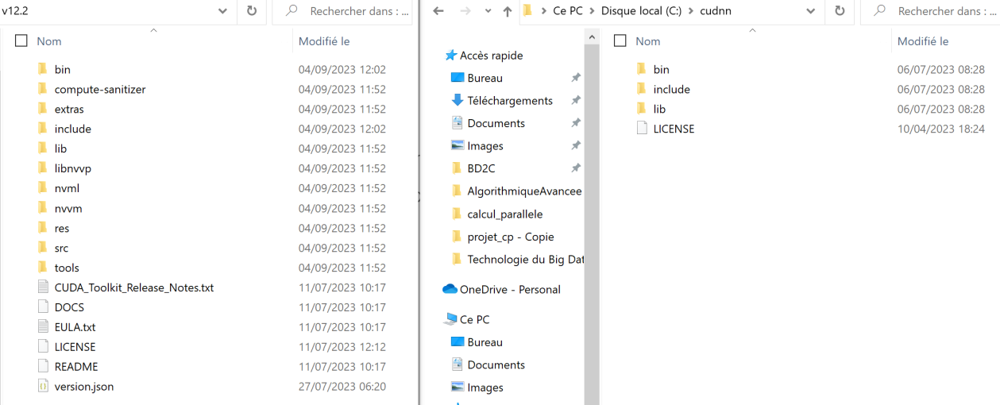 v12.2
Rechercher dans : ...
Nom
Modifié le
bin
04/09/2023 12:02
compute-sanitizer
04/09/2023 11:52
extras
04/09/2023 11:52
include
04/09/2023 12:02
lib
04/09/2023 11:52
libnvvp
04/09/2023 11:52
nvml
04/09/2023 11:52
nvvm
04/09/2023 11:52
res
04/09/2023 11:52
src
04/09/2023 11:52
tools
04/09/2023 11:52
CUDA_Toolkit_Release_Notes.txt
11/07/2023 10:17
DOCS
11/07/2023 10:17
EULA.txt
11/07/2023 10:17
LICENSE
11/07/2023 12:12
README
11/07/2023 10:17
version.json
27/07/2023 06:20
Ce PC
Disque local (C:)
cudnn
Rechercher dans : ...
Accès rapide
Bureau
Téléchargements
Documents
Images
BD2C
AlgorithmiqueAvancee
calcul_parallele
projet_cp - Copie
Technologie du Big Dat
OneDrive - Personal
Ce PC
Bureau
Documents
Images
Nom
Modifié le
bin
06/07/2023 08:28
include
06/07/2023 08:28
lib
06/07/2023 08:28
LICENSE
10/04/2023 18:24